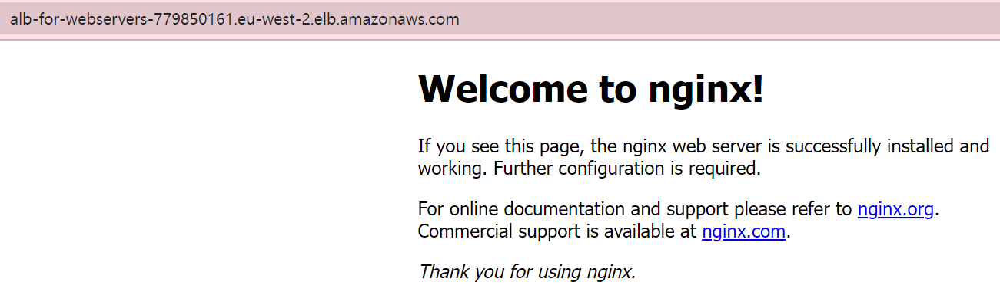 alb-for-webservers-779850161.eu-west-2.elb.amazonaws.com
Welcome to nginx!
If you see this page, the nginx web server is successfully installed and
working. Further configuration is required.
For online documentation and support please refer to nginx.org.
Commercial support is available at nginx.com.
Thank you for using nginx.